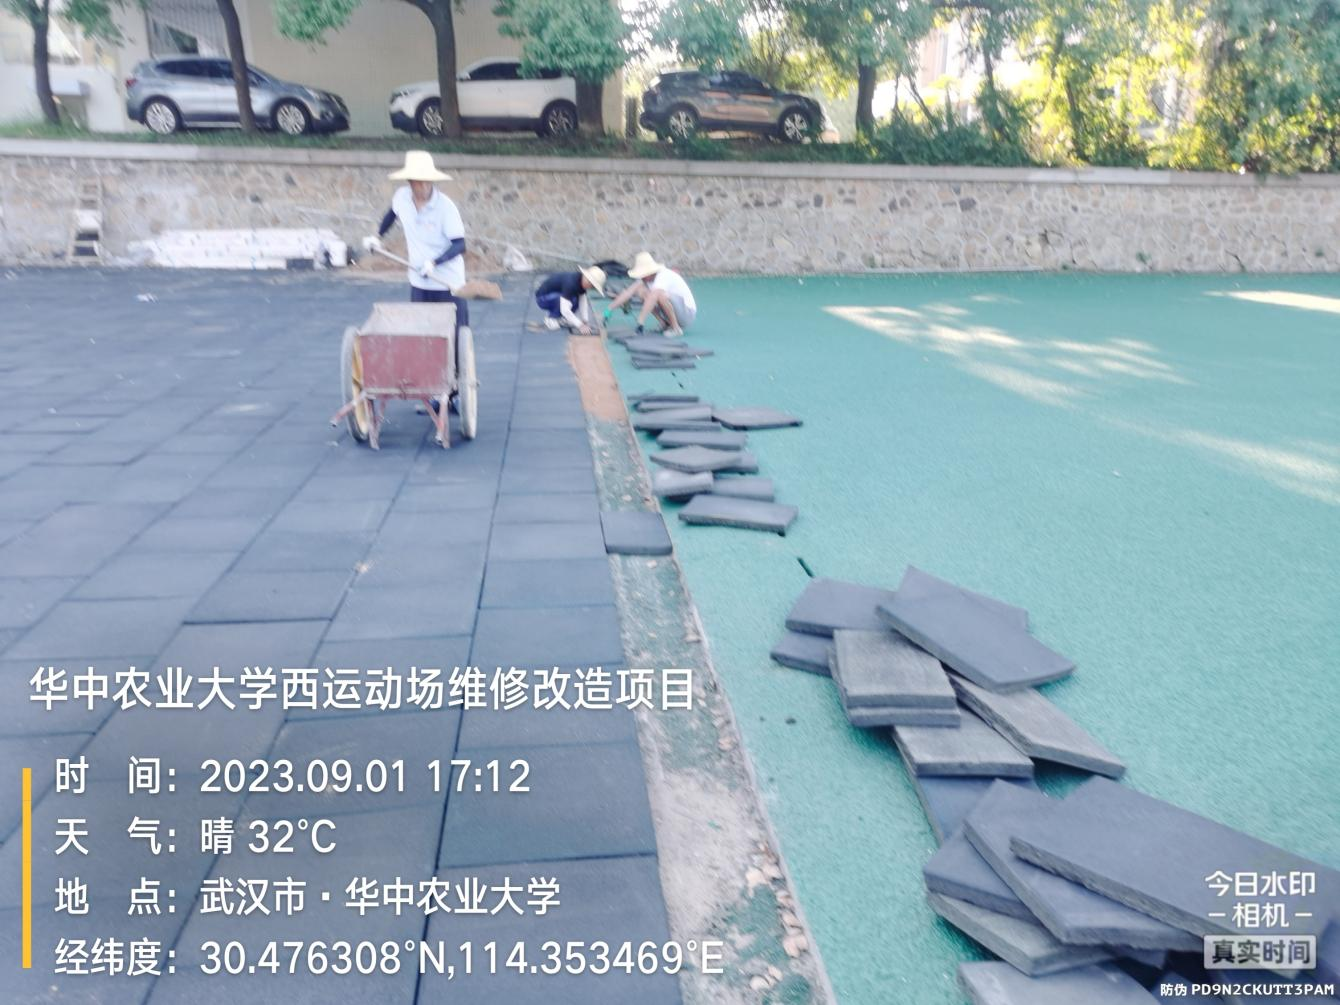 华中农业大学西运动场维修改造项目
时 间：2023.09.01 17:12
天 气：晴 32°C
地 点：武汉市·华中农业大学
经纬度：30.476308°N,114.353469°E
今日水印
-相机-
真实时间
防伪 PD9N2CKUTT3PAM